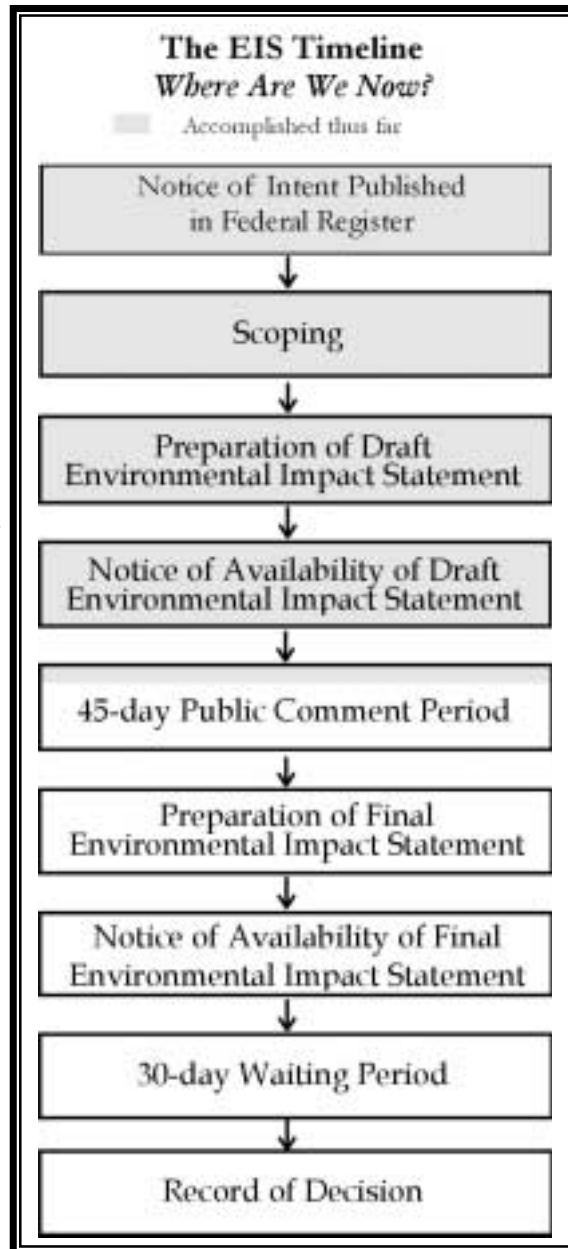 The EIS Timeline
Where Are We Now?
Accomplished thus far
Notice of Intent Published
in Federal Register
Scoping
Preparation of Draft
Environmental Impact Statement
Notice of Availability of Draft
Environmental Impact Statement
45-day Public Comment Period
Preparation of Final
Environmental Impact Statement
Notice of Availability of Final
Environmental Impact Statement
30-day Waiting Period
Record of Decision